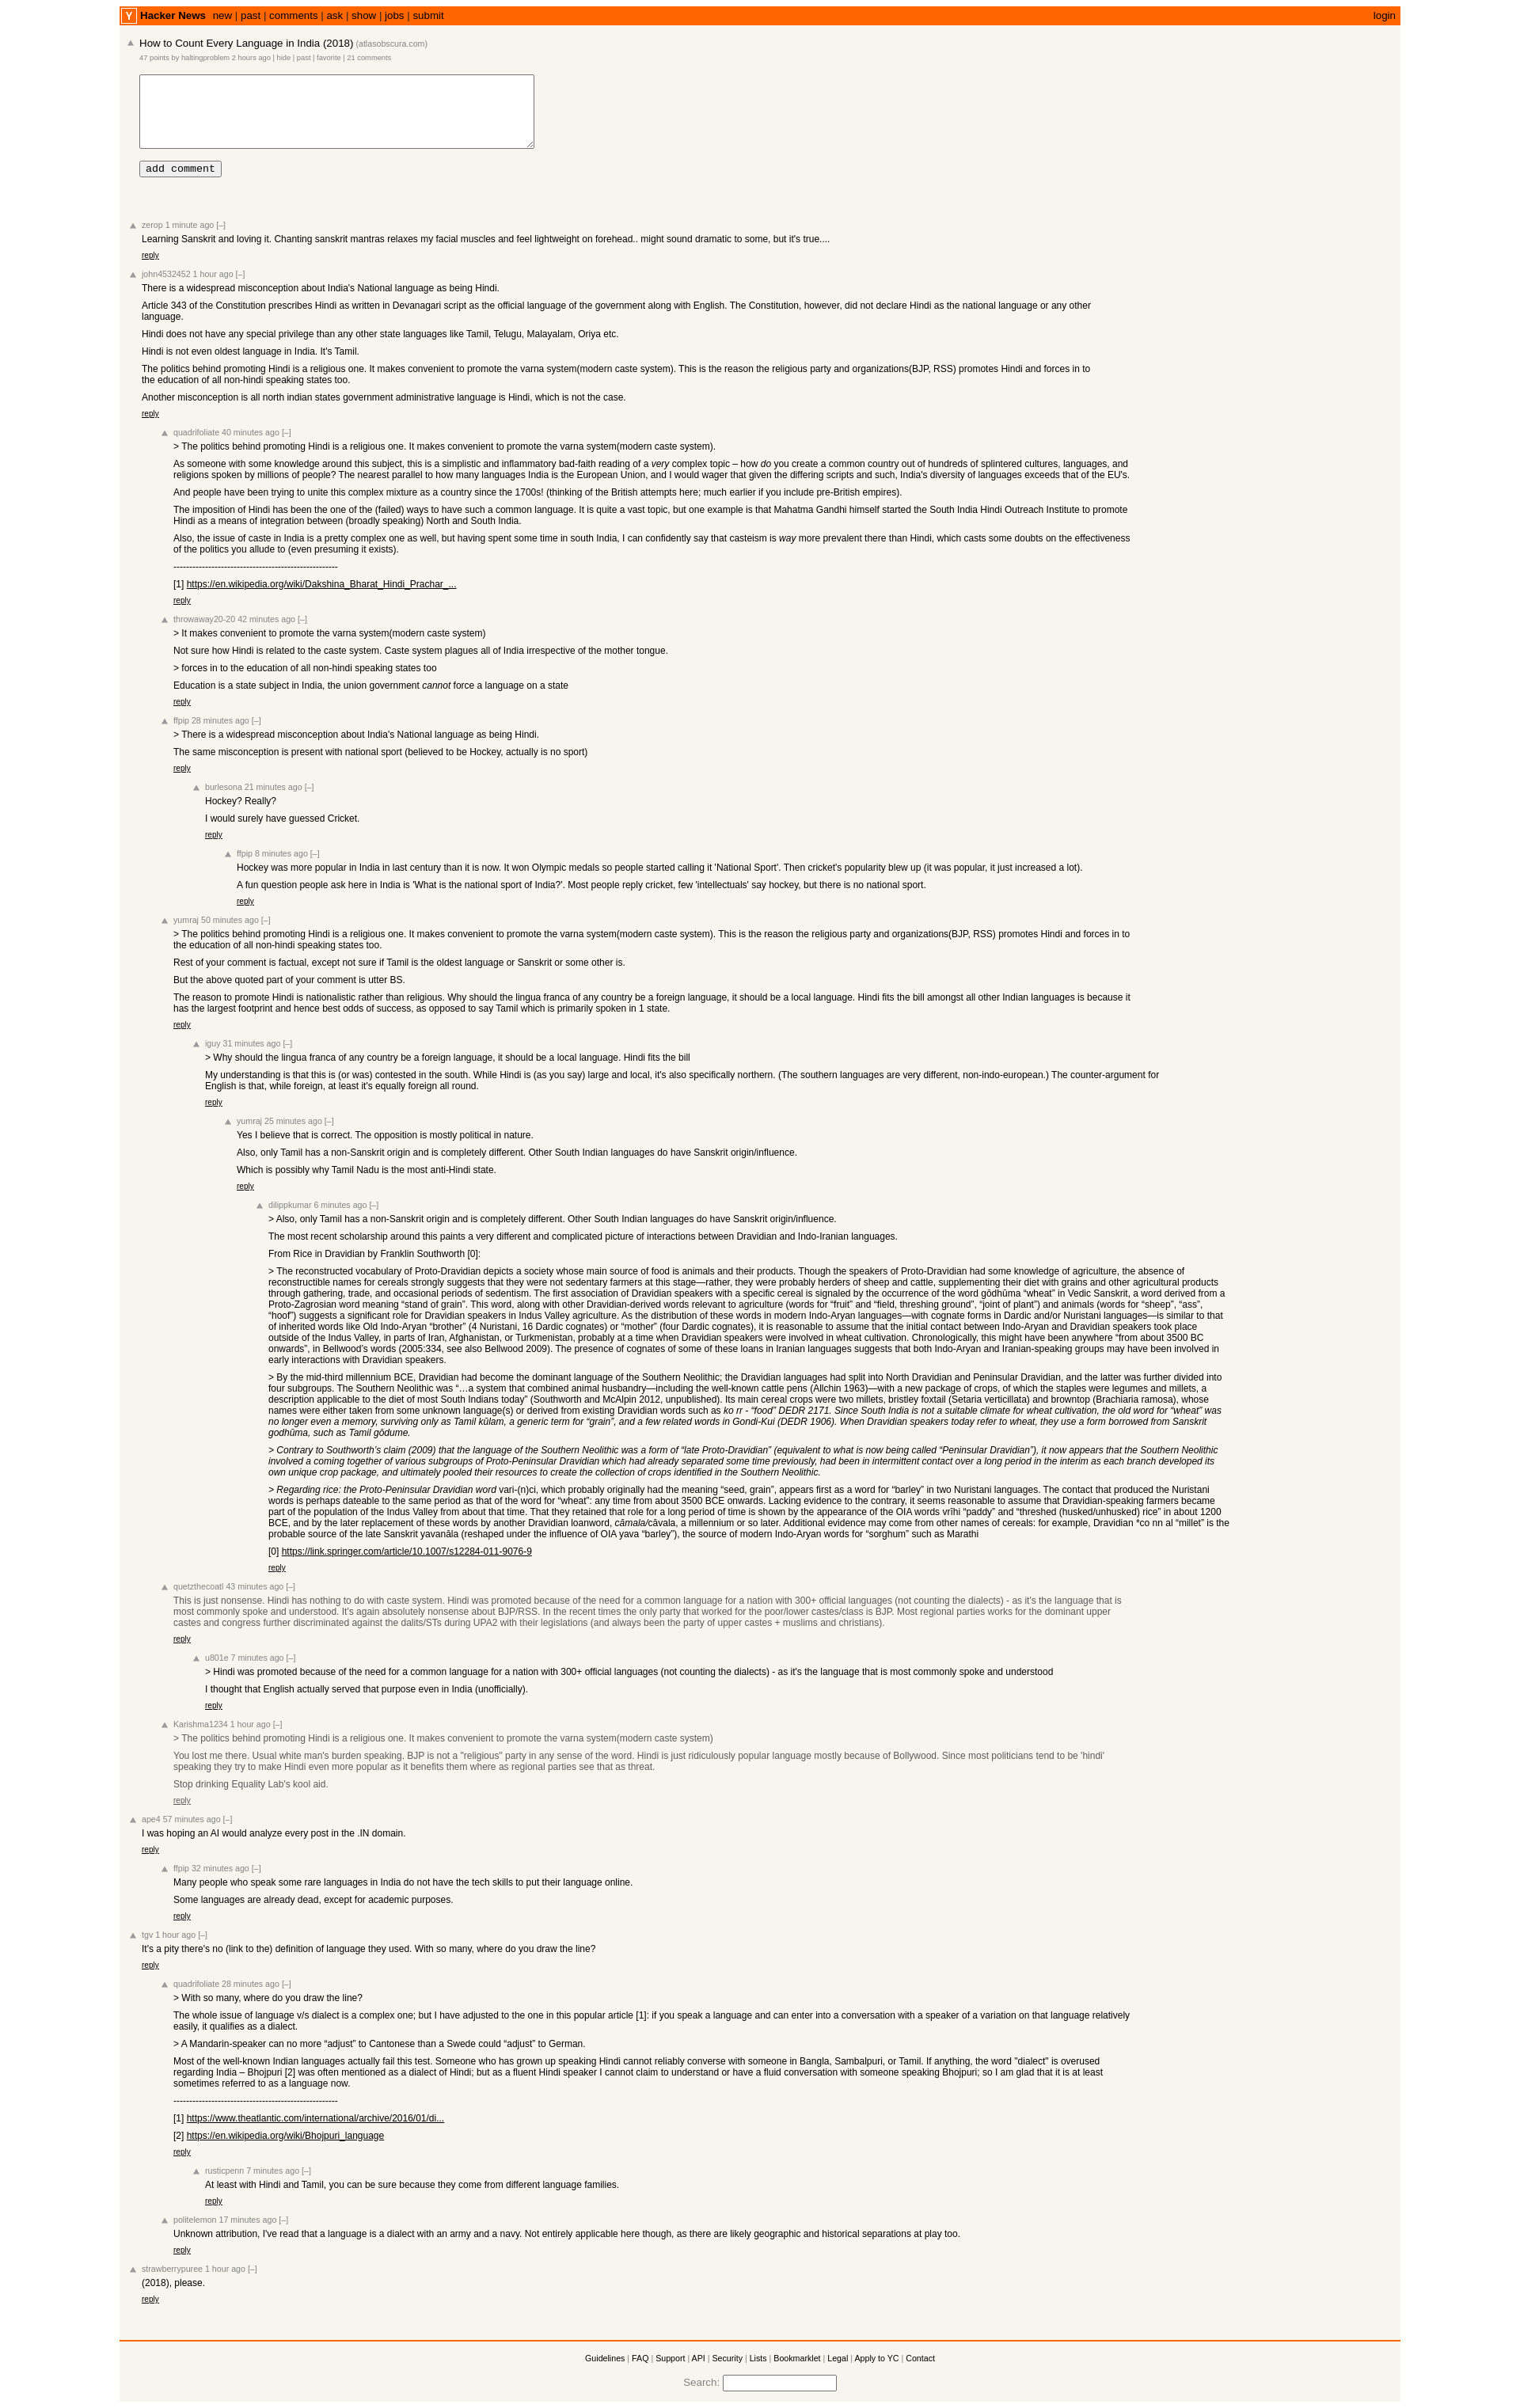 Y Hacker News new | past | comments | ask | show | jobs | submit login
How to Count Every Language in India (2018) (atlasobscura.com)
47 points by haltingproblem 2 hours ago | hide | past | favorite | 21 comments
add comment
zerop 1 minute ago [–]
Learning Sanskrit and loving it. Chanting sanskrit mantras relaxes my facial muscles and feel lightweight on forehead.. might sound dramatic to some, but it's true....
reply
john4532452 1 hour ago [–]
There is a widespread misconception about India's National language as being Hindi.
Article 343 of the Constitution prescribes Hindi as written in Devanagari script as the official language of the government along with English. The Constitution, however, did not declare Hindi as the national language or any other
language.
Hindi does not have any special privilege than any other state languages like Tamil, Telugu, Malayalam, Oriya etc.
Hindi is not even oldest language in India. It's Tamil.
The politics behind promoting Hindi is a religious one. It makes convenient to promote the varna system(modern caste system). This is the reason the religious party and organizations(BJP, RSS) promotes Hindi and forces in to
the education of all non-hindi speaking states too.
Another misconception is all north indian states government administrative language is Hindi, which is not the case.
reply
quadrifoliate 40 minutes ago [–]
> The politics behind promoting Hindi is a religious one. It makes convenient to promote the varna system(modern caste system).
As someone with some knowledge around this subject, this is a simplistic and inflammatory bad-faith reading of a very complex topic – how do you create a common country out of hundreds of splintered cultures, languages, and
religions spoken by millions of people? The nearest parallel to how many languages India is the European Union, and I would wager that given the differing scripts and such, India's diversity of languages exceeds that of the EU's.
And people have been trying to unite this complex mixture as a country since the 1700s! (thinking of the British attempts here; much earlier if you include pre-British empires).
The imposition of Hindi has been the one of the (failed) ways to have such a common language. It is quite a vast topic, but one example is that Mahatma Gandhi himself started the South India Hindi Outreach Institute to promote
Hindi as a means of integration between (broadly speaking) North and South India.
Also, the issue of caste in India is a pretty complex one as well, but having spent some time in south India, I can confidently say that casteism is way more prevalent there than Hindi, which casts some doubts on the effectiveness
of the politics you allude to (even presuming it exists).
----------------------------------------------------
[1] https://en.wikipedia.org/wiki/Dakshina_Bharat_Hindi_Prachar_...
reply
throwaway20-20 42 minutes ago [–]
> It makes convenient to promote the varna system(modern caste system)
Not sure how Hindi is related to the caste system. Caste system plagues all of India irrespective of the mother tongue.
> forces in to the education of all non-hindi speaking states too
Education is a state subject in India, the union government cannot force a language on a state
reply
ffpip 28 minutes ago [–]
> There is a widespread misconception about India's National language as being Hindi.
The same misconception is present with national sport (believed to be Hockey, actually is no sport)
reply
burlesona 21 minutes ago [–]
Hockey? Really?
I would surely have guessed Cricket.
reply
ffpip 8 minutes ago [–]
Hockey was more popular in India in last century than it is now. It won Olympic medals so people started calling it 'National Sport'. Then cricket's popularity blew up (it was popular, it just increased a lot).
A fun question people ask here in India is 'What is the national sport of India?'. Most people reply cricket, few 'intellectuals' say hockey, but there is no national sport.
reply
yumraj 50 minutes ago [–]
> The politics behind promoting Hindi is a religious one. It makes convenient to promote the varna system(modern caste system). This is the reason the religious party and organizations(BJP, RSS) promotes Hindi and forces in to
the education of all non-hindi speaking states too.
Rest of your comment is factual, except not sure if Tamil is the oldest language or Sanskrit or some other is.
But the above quoted part of your comment is utter BS.
The reason to promote Hindi is nationalistic rather than religious. Why should the lingua franca of any country be a foreign language, it should be a local language. Hindi fits the bill amongst all other Indian languages is because it
has the largest footprint and hence best odds of success, as opposed to say Tamil which is primarily spoken in 1 state.
reply
iguy 31 minutes ago [–]
> Why should the lingua franca of any country be a foreign language, it should be a local language. Hindi fits the bill
My understanding is that this is (or was) contested in the south. While Hindi is (as you say) large and local, it's also specifically northern. (The southern languages are very different, non-indo-european.) The counter-argument for
English is that, while foreign, at least it's equally foreign all round.
reply
yumraj 25 minutes ago [–]
Yes I believe that is correct. The opposition is mostly political in nature.
Also, only Tamil has a non-Sanskrit origin and is completely different. Other South Indian languages do have Sanskrit origin/influence.
Which is possibly why Tamil Nadu is the most anti-Hindi state.
reply
dilippkumar 6 minutes ago [–]
> Also, only Tamil has a non-Sanskrit origin and is completely different. Other South Indian languages do have Sanskrit origin/influence.
The most recent scholarship around this paints a very different and complicated picture of interactions between Dravidian and Indo-Iranian languages.
From Rice in Dravidian by Franklin Southworth [0]:
> The reconstructed vocabulary of Proto-Dravidian depicts a society whose main source of food is animals and their products. Though the speakers of Proto-Dravidian had some knowledge of agriculture, the absence of
reconstructible names for cereals strongly suggests that they were not sedentary farmers at this stage—rather, they were probably herders of sheep and cattle, supplementing their diet with grains and other agricultural products
through gathering, trade, and occasional periods of sedentism. The first association of Dravidian speakers with a specific cereal is signaled by the occurrence of the word gōdhūma “wheat” in Vedic Sanskrit, a word derived from a
Proto-Zagrosian word meaning “stand of grain”. This word, along with other Dravidian-derived words relevant to agriculture (words for “fruit” and “field, threshing ground”, “joint of plant”) and animals (words for “sheep”, “ass”,
“hoof”) suggests a significant role for Dravidian speakers in Indus Valley agriculture. As the distribution of these words in modern Indo-Aryan languages—with cognate forms in Dardic and/or Nuristani languages—is similar to that
of inherited words like Old Indo-Aryan “brother” (4 Nuristani, 16 Dardic cognates) or “mother” (four Dardic cognates), it is reasonable to assume that the initial contact between Indo-Aryan and Dravidian speakers took place
outside of the Indus Valley, in parts of Iran, Afghanistan, or Turkmenistan, probably at a time when Dravidian speakers were involved in wheat cultivation. Chronologically, this might have been anywhere “from about 3500 BC
onwards”, in Bellwood’s words (2005:334, see also Bellwood 2009). The presence of cognates of some of these loans in Iranian languages suggests that both Indo-Aryan and Iranian-speaking groups may have been involved in
early interactions with Dravidian speakers.
> By the mid-third millennium BCE, Dravidian had become the dominant language of the Southern Neolithic; the Dravidian languages had split into North Dravidian and Peninsular Dravidian, and the latter was further divided into
four subgroups. The Southern Neolithic was “…a system that combined animal husbandry—including the well-known cattle pens (Allchin 1963)—with a new package of crops, of which the staples were legumes and millets, a
description applicable to the diet of most South Indians today” (Southworth and McAlpin 2012, unpublished). Its main cereal crops were two millets, bristley foxtail (Setaria verticillata) and browntop (Brachiaria ramosa), whose
names were either taken from some unknown language(s) or derived from existing Dravidian words such as ko rr - “food” DEDR 2171. Since South India is not a suitable climate for wheat cultivation, the old word for “wheat” was
no longer even a memory, surviving only as Tamil kūlam, a generic term for “grain”, and a few related words in Gondi-Kui (DEDR 1906). When Dravidian speakers today refer to wheat, they use a form borrowed from Sanskrit
godhūma, such as Tamil gōdume.
> Contrary to Southworth’s claim (2009) that the language of the Southern Neolithic was a form of “late Proto-Dravidian” (equivalent to what is now being called “Peninsular Dravidian”), it now appears that the Southern Neolithic
involved a coming together of various subgroups of Proto-Peninsular Dravidian which had already separated some time previously, had been in intermittent contact over a long period in the interim as each branch developed its
own unique crop package, and ultimately pooled their resources to create the collection of crops identified in the Southern Neolithic.
> Regarding rice: the Proto-Peninsular Dravidian word vari-(n)ci, which probably originally had the meaning “seed, grain”, appears first as a word for “barley” in two Nuristani languages. The contact that produced the Nuristani
words is perhaps dateable to the same period as that of the word for “wheat”: any time from about 3500 BCE onwards. Lacking evidence to the contrary, it seems reasonable to assume that Dravidian-speaking farmers became
part of the population of the Indus Valley from about that time. That they retained that role for a long period of time is shown by the appearance of the OIA words vrīhi “paddy” and “threshed (husked/unhusked) rice” in about 1200
BCE, and by the later replacement of these words by another Dravidian loanword, cāmala/cāvala, a millennium or so later. Additional evidence may come from other names of cereals: for example, Dravidian *co nn al “millet” is the
probable source of the late Sanskrit yavanāla (reshaped under the influence of OIA yava “barley”), the source of modern Indo-Aryan words for “sorghum” such as Marathi
[0] https://link.springer.com/article/10.1007/s12284-011-9076-9
reply
quetzthecoatl 43 minutes ago [–]
This is just nonsense. Hindi has nothing to do with caste system. Hindi was promoted because of the need for a common language for a nation with 300+ official languages (not counting the dialects) - as it's the language that is
most commonly spoke and understood. It's again absolutely nonsense about BJP/RSS. In the recent times the only party that worked for the poor/lower castes/class is BJP. Most regional parties works for the dominant upper
castes and congress further discriminated against the dalits/STs during UPA2 with their legislations (and always been the party of upper castes + muslims and christians).
reply
u801e 7 minutes ago [–]
> Hindi was promoted because of the need for a common language for a nation with 300+ official languages (not counting the dialects) - as it's the language that is most commonly spoke and understood
I thought that English actually served that purpose even in India (unofficially).
reply
Karishma1234 1 hour ago [–]
> The politics behind promoting Hindi is a religious one. It makes convenient to promote the varna system(modern caste system)
You lost me there. Usual white man's burden speaking. BJP is not a "religious" party in any sense of the word. Hindi is just ridiculously popular language mostly because of Bollywood. Since most politicians tend to be 'hindi'
speaking they try to make Hindi even more popular as it benefits them where as regional parties see that as threat.
Stop drinking Equality Lab's kool aid.
reply
ape4 57 minutes ago [–]
I was hoping an AI would analyze every post in the .IN domain.
reply
ffpip 32 minutes ago [–]
Many people who speak some rare languages in India do not have the tech skills to put their language online.
Some languages are already dead, except for academic purposes.
reply
tgv 1 hour ago [–]
It's a pity there's no (link to the) definition of language they used. With so many, where do you draw the line?
reply
quadrifoliate 28 minutes ago [–]
> With so many, where do you draw the line?
The whole issue of language v/s dialect is a complex one; but I have adjusted to the one in this popular article [1]: if you speak a language and can enter into a conversation with a speaker of a variation on that language relatively
easily, it qualifies as a dialect.
> A Mandarin-speaker can no more “adjust” to Cantonese than a Swede could “adjust” to German.
Most of the well-known Indian languages actually fail this test. Someone who has grown up speaking Hindi cannot reliably converse with someone in Bangla, Sambalpuri, or Tamil. If anything, the word "dialect" is overused
regarding India – Bhojpuri [2] was often mentioned as a dialect of Hindi; but as a fluent Hindi speaker I cannot claim to understand or have a fluid conversation with someone speaking Bhojpuri; so I am glad that it is at least
sometimes referred to as a language now.
----------------------------------------------------
[1] https://www.theatlantic.com/international/archive/2016/01/di...
[2] https://en.wikipedia.org/wiki/Bhojpuri_language
reply
rusticpenn 7 minutes ago [–]
At least with Hindi and Tamil, you can be sure because they come from different language families.
reply
politelemon 17 minutes ago [–]
Unknown attribution, I've read that a language is a dialect with an army and a navy. Not entirely applicable here though, as there are likely geographic and historical separations at play too.
reply
strawberrypuree 1 hour ago [–]
(2018), please.
reply
Guidelines | FAQ | Support | API | Security | Lists | Bookmarklet | Legal | Apply to YC | Contact
Search: